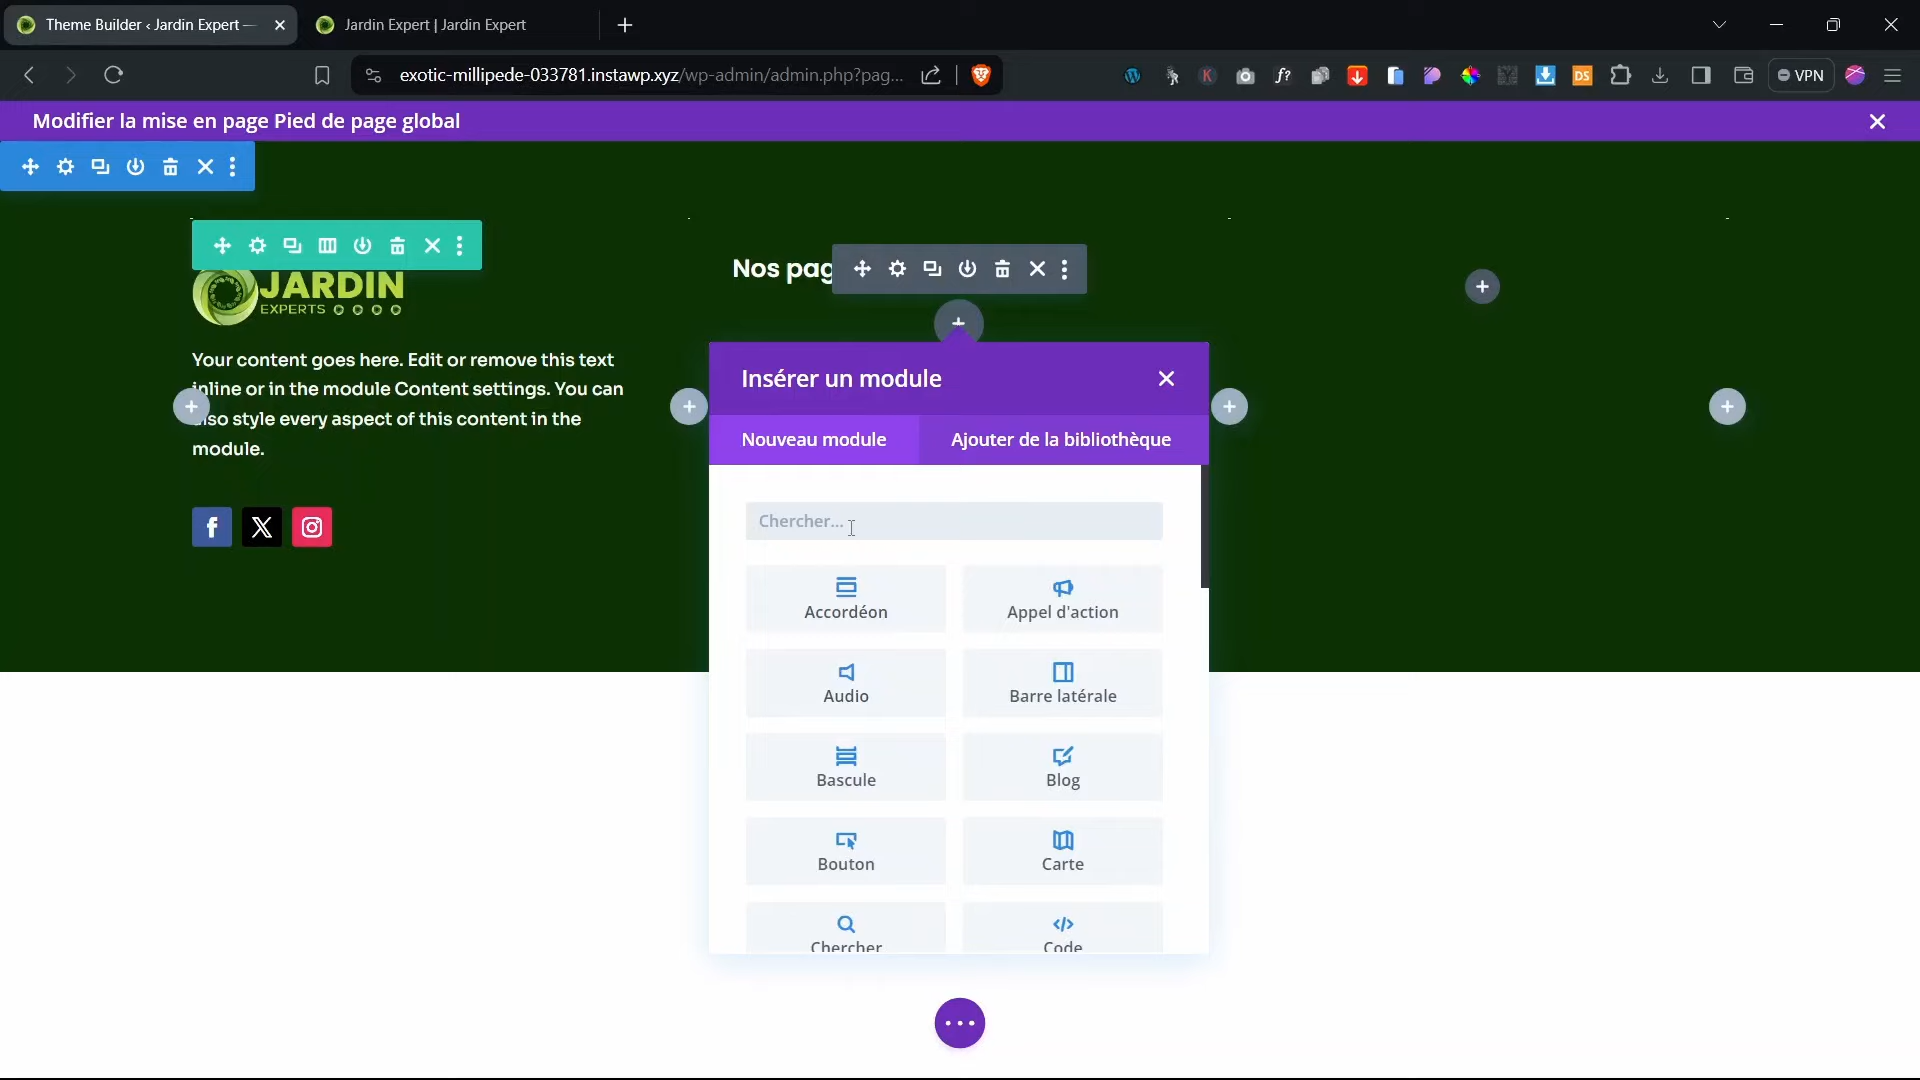 Theme Builder ‹ Jardin Expert —
Jardin Expert | Jardin Expert
exotic-millipede-033781.instawp.xyz/wp-admin/admin.php?pag...
VPN
Modifier la mise en page Pied de page global
JARDIN
EXPERTS
Nos pag
Your content goes here. Edit or remove this text
inline or in the module Content settings. You can
also style every aspect of this content in the
module.
Insérer un module
Nouveau module
Ajouter de la bibliothèque
Chercher...
Accordéon
Appel d'action
Audio
Barre latérale
Bascule
Blog
Bouton
Carte
Chercher
Code